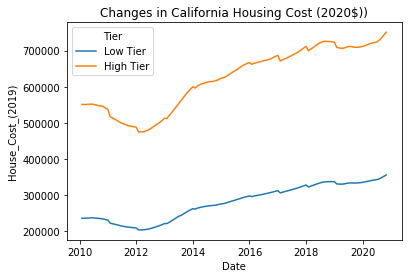 Changes in California Housing Cost (2020$))
Tier
Low Tier
High Tier
House_Cost_(2019)
700000
600000
500000
400000
300000
200000
2010
2012
2014
2016
2018
2020
Date